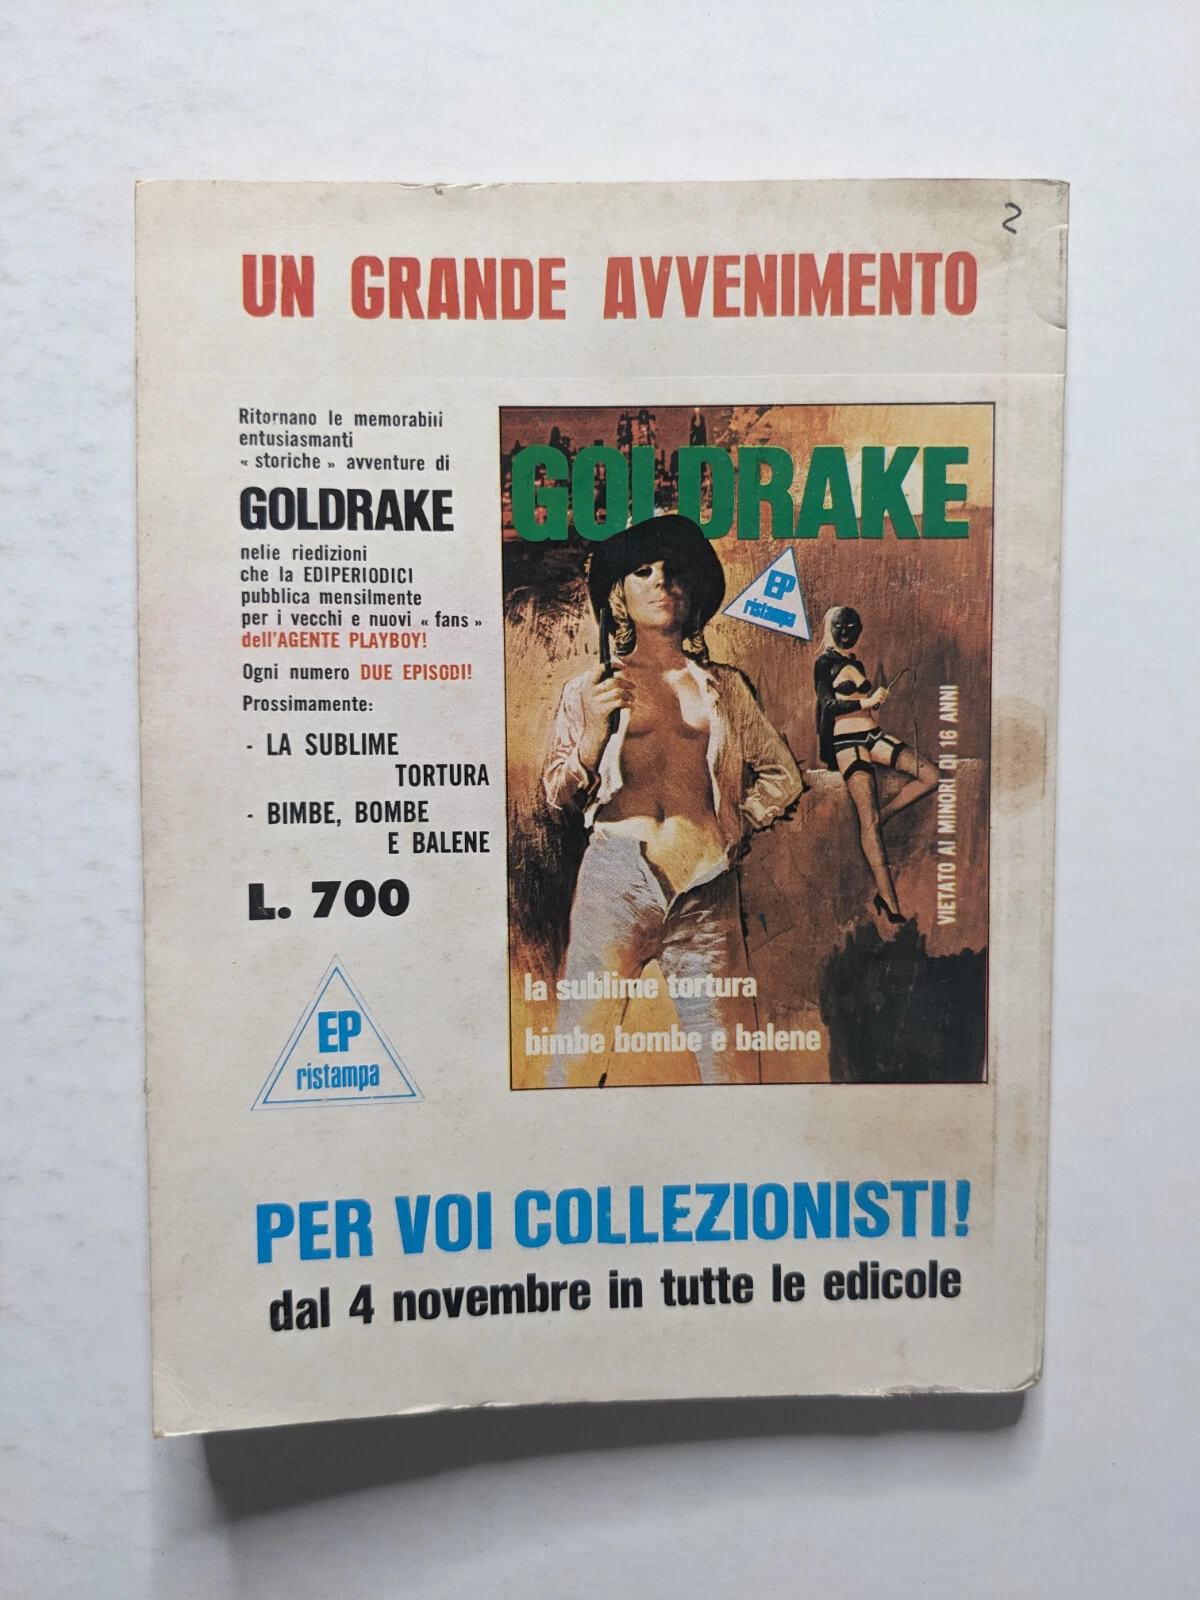 2
UN GRANDE AVVENIMENTO
Ritornano le memorabili
entusiasmanti
« storiche » avventure di
GOLDRAKE
nelle riedizioni
che la EDIPERIODICI
pubblica mensilmente
per i vecchi e nuovi « fans »
dell'AGENTE PLAYBOY!
Ogni numero DUE EPISODI!
Prossimamente:
- LA SUBLIME
TORTURA
- BIMBE, BOMBE
E BALENE
L. 700
EP
ristampa
GOLDRAKE
EP
ristampa
VIETATO AI MINORI DI 16 ANNI
la sublime tortura
bimbe bombe e balene
PER VOI COLLEZIONISTI!
dal 4 novembre in tutte le edicole